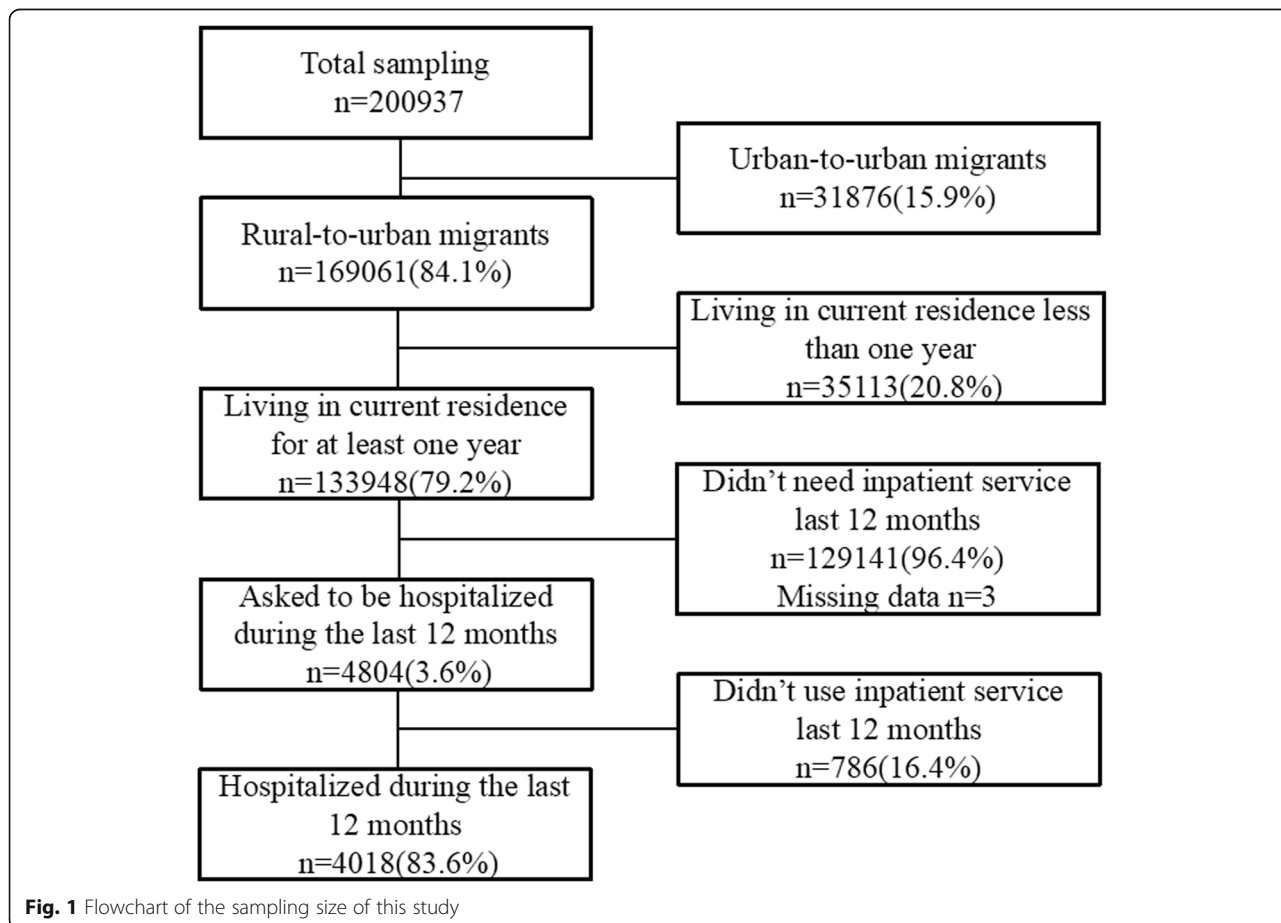 Total sampling
n=200937
Urban-to-urban migrants
n=31876(15.9%)
Rural-to-urban migrants
n=169061(84.1%)
Living in current residence less
than one year
n=35113(20.8%)
Living in current residence
for at least one year
n=133948(79.2%)
Didn't need inpatient service
last 12 months
n=129141(96.4%)
Missing data n=3
Asked to be hospitalized
during the last 12 months
n=4804(3.6%)
Didn't use inpatient service
last 12 months
n=786(16.4%)
Hospitalized during the last
12 months
n=4018(83.6%)
Fig. 1 Flowchart of the sampling size of this study